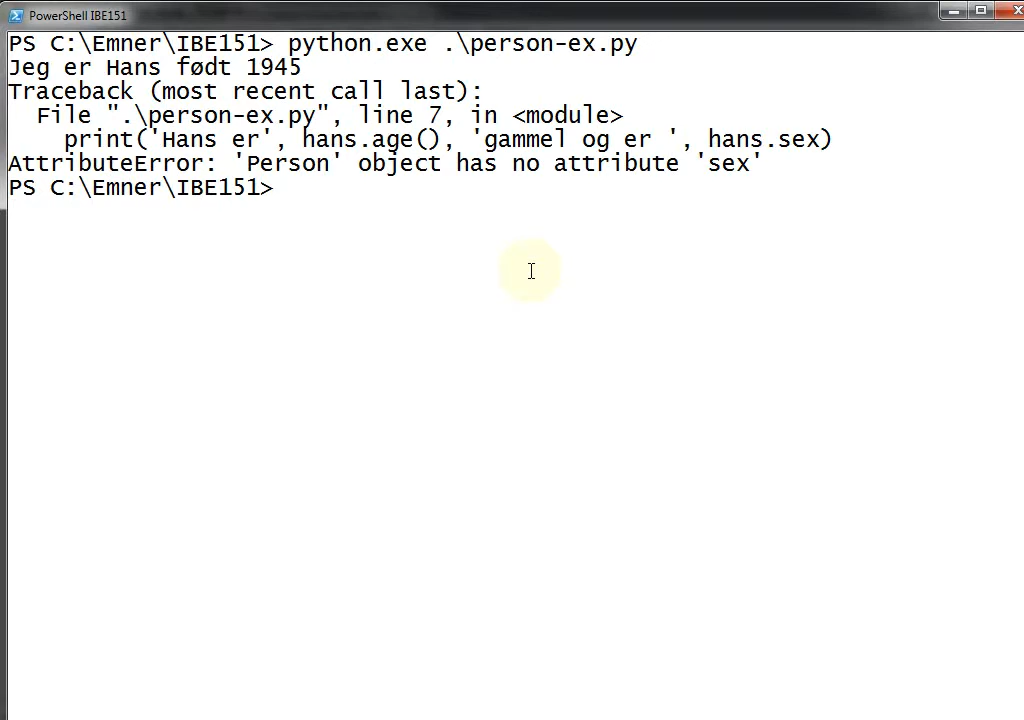 PowerShell IBE151
PS C:\Emner\IBE151> python.exe .\person-ex.py
Jeg er Hans født 1945
Traceback (most recent call last):
  File ".\person-ex.py", line 7, in <module>
    print('Hans er', hans.age(), 'gammel og er ', hans.sex)
AttributeError: 'Person' object has no attribute 'sex'
PS C:\Emner\IBE151>